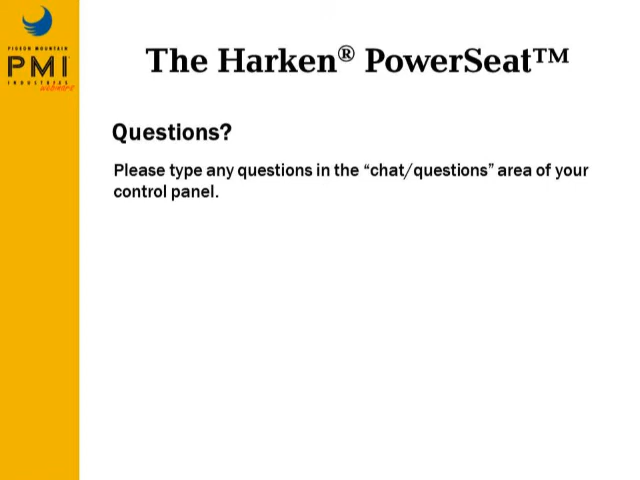 The Harken® PowerSeat™
PIGEON MOUNTAIN
PMI
INDUSTRIES
webinars
Questions?
Please type any questions in the “chat/questions” area of your
control panel.